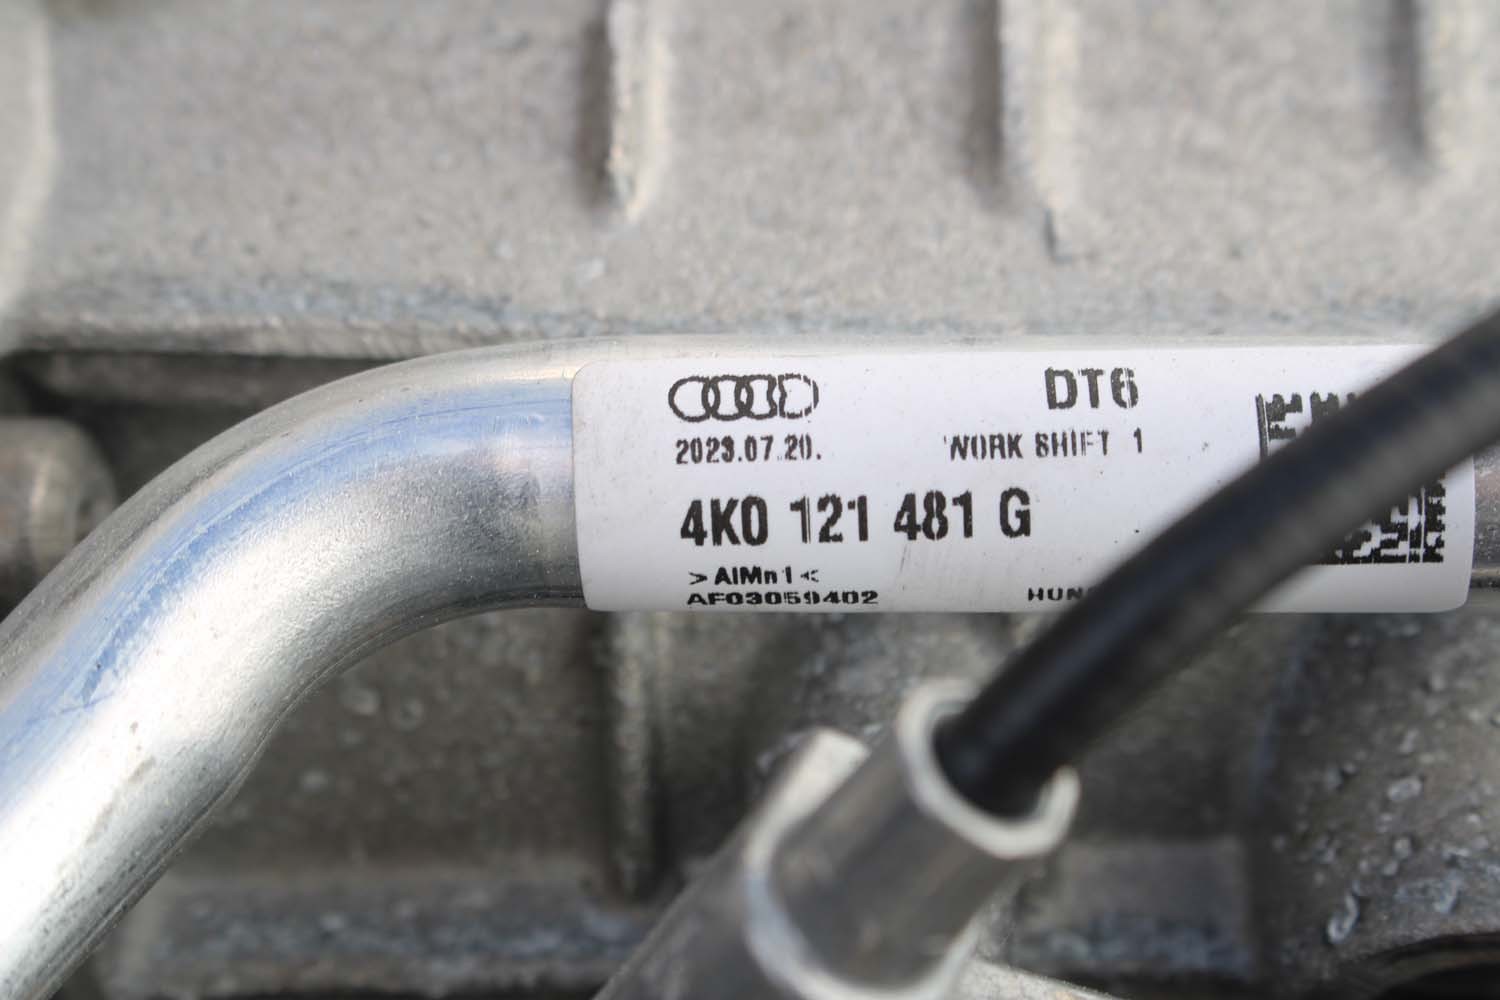 DT6
2023.07.20. WORK SHIFT 1
4K0 121 481 G
>AlMn1<
AF03059402